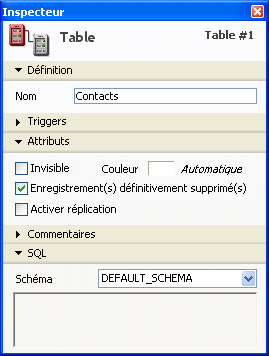 Inspecteur
Table
Table #1
Définition
Nom
Contacts
Triggers
Attributs
Invisible
Couleur
Automatique
Enregistrement(s) définitivement supprimé(s)
Activer réplication
Commentaires
SQL
Schéma
DEFAULT_SCHEMA